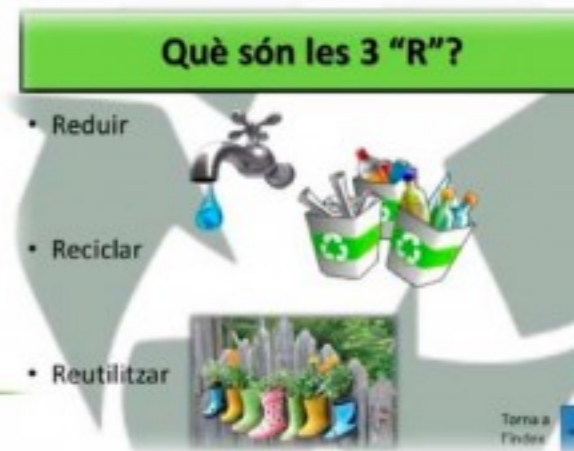 Què són les 3 “R”?
• Reduir
• Reciclar
• Reutilitzar
Torna a
l'índex